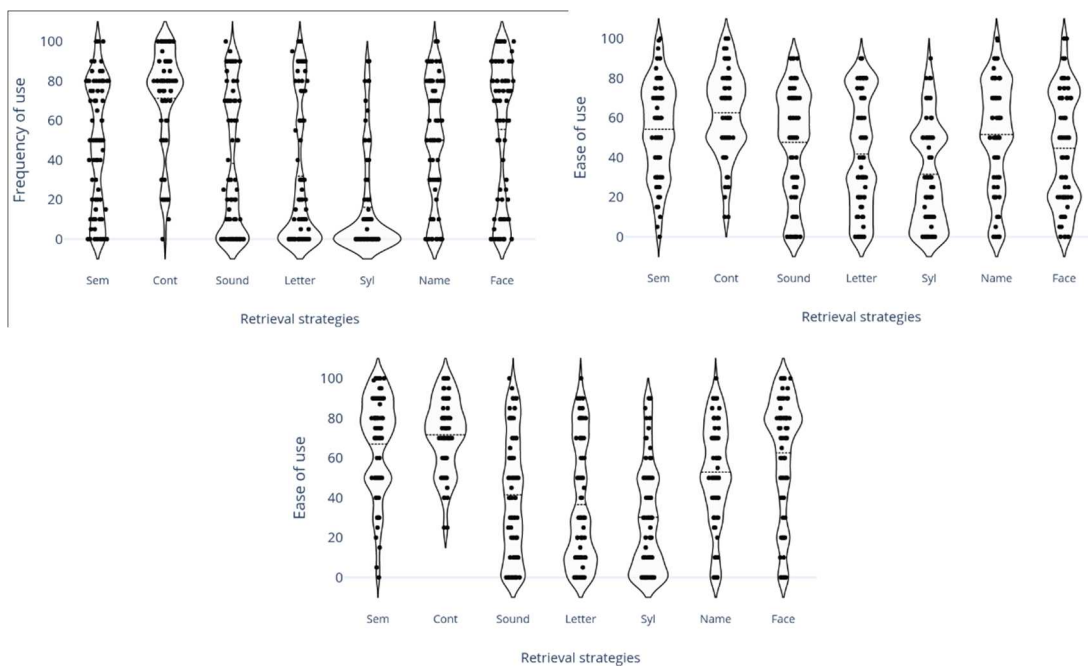 Frequency of use
100
80
60
40
20
0
Sem Cont Sound Letter Syl Name Face
Retrieval strategies
Ease of use
100
80
60
40
20
0
Sem Cont Sound Letter Syl Name Face
Retrieval strategies
Ease of use
100
80
60
40
20
0
Sem Cont Sound Letter Syl Name Face
Retrieval strategies